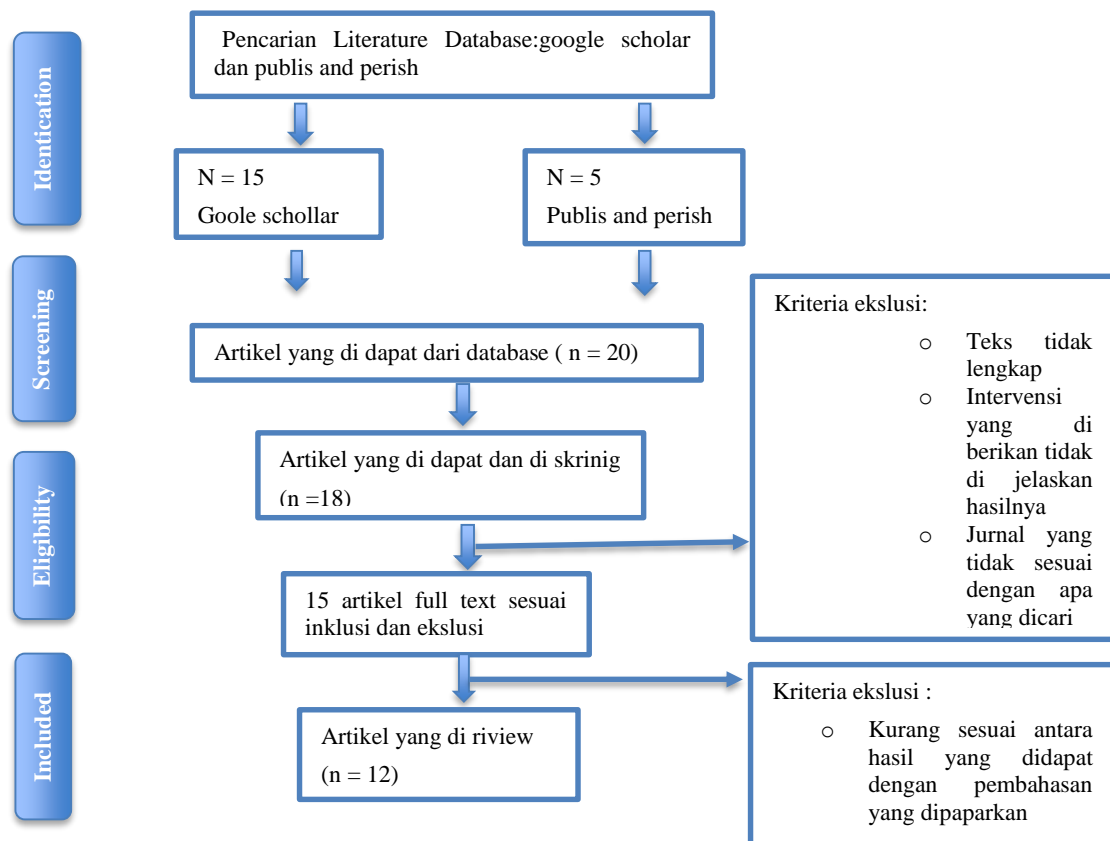 Identication
Pencarian Literature Database:google scholar
dan publis and perish
N = 15
Goole schollar
N = 5
Publis and perish
Screening
Artikel yang di dapat dari database ( n = 20)
Kriteria ekslusi:
o Teks tidak
lengkap
o Intervensi
yang di
berikan tidak
di jelaskan
hasilnya
o Jurnal yang
tidak sesuai
dengan apa
yang dicari
Artikel yang di dapat dan di skrinig
(n =18)
Eligibility
15 artikel full text sesuai
inklusi dan ekslusi
Included
Artikel yang di riview
(n = 12)
Kriteria ekslusi :
o Kurang sesuai antara
hasil yang didapat
dengan pembahasan
yang dipaparkan